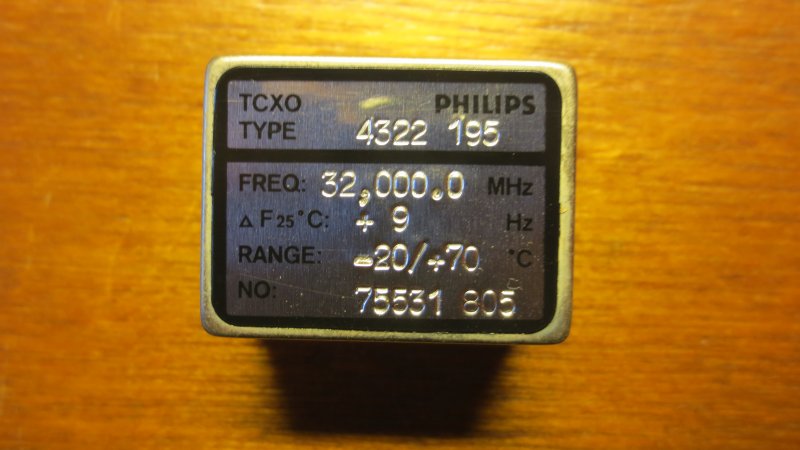 TCXO PHILIPS
TYPE 4322 195
FREQ: 32,000.0 MHz
Δ F25°C: + 9 Hz
RANGE: -20/+70 °C
NO: 75531 805